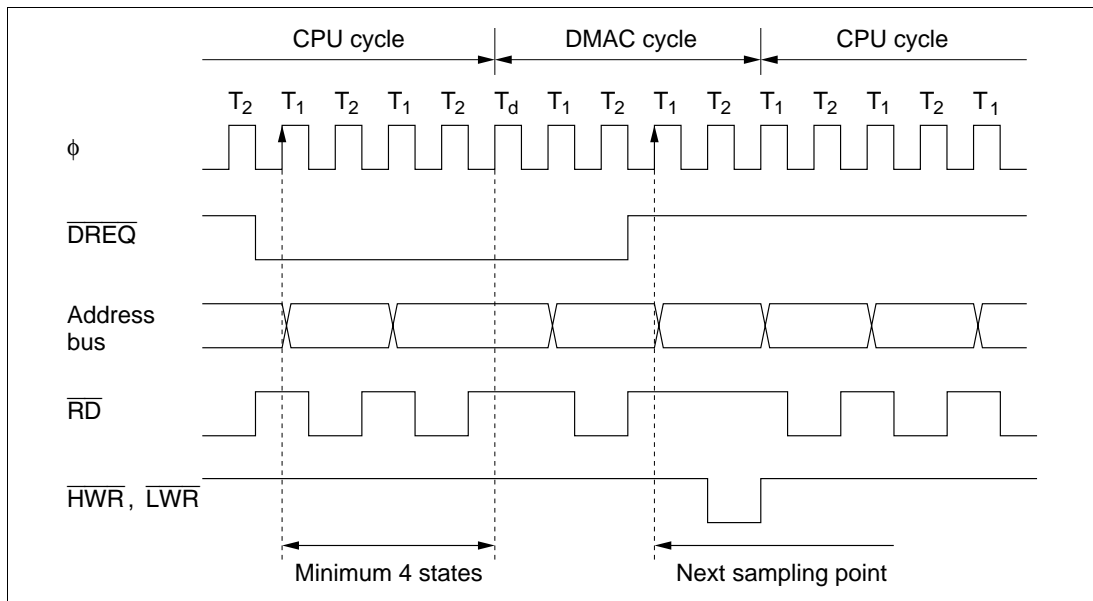 CPU cycle DMAC cycle CPU cycle
T2 T1 T2 T1 T2 Td T1 T2 T1 T2 T1 T2 T1 T2 T1
ϕ
DREQ
Address
bus
RD
HWR, LWR
Minimum 4 states Next sampling point